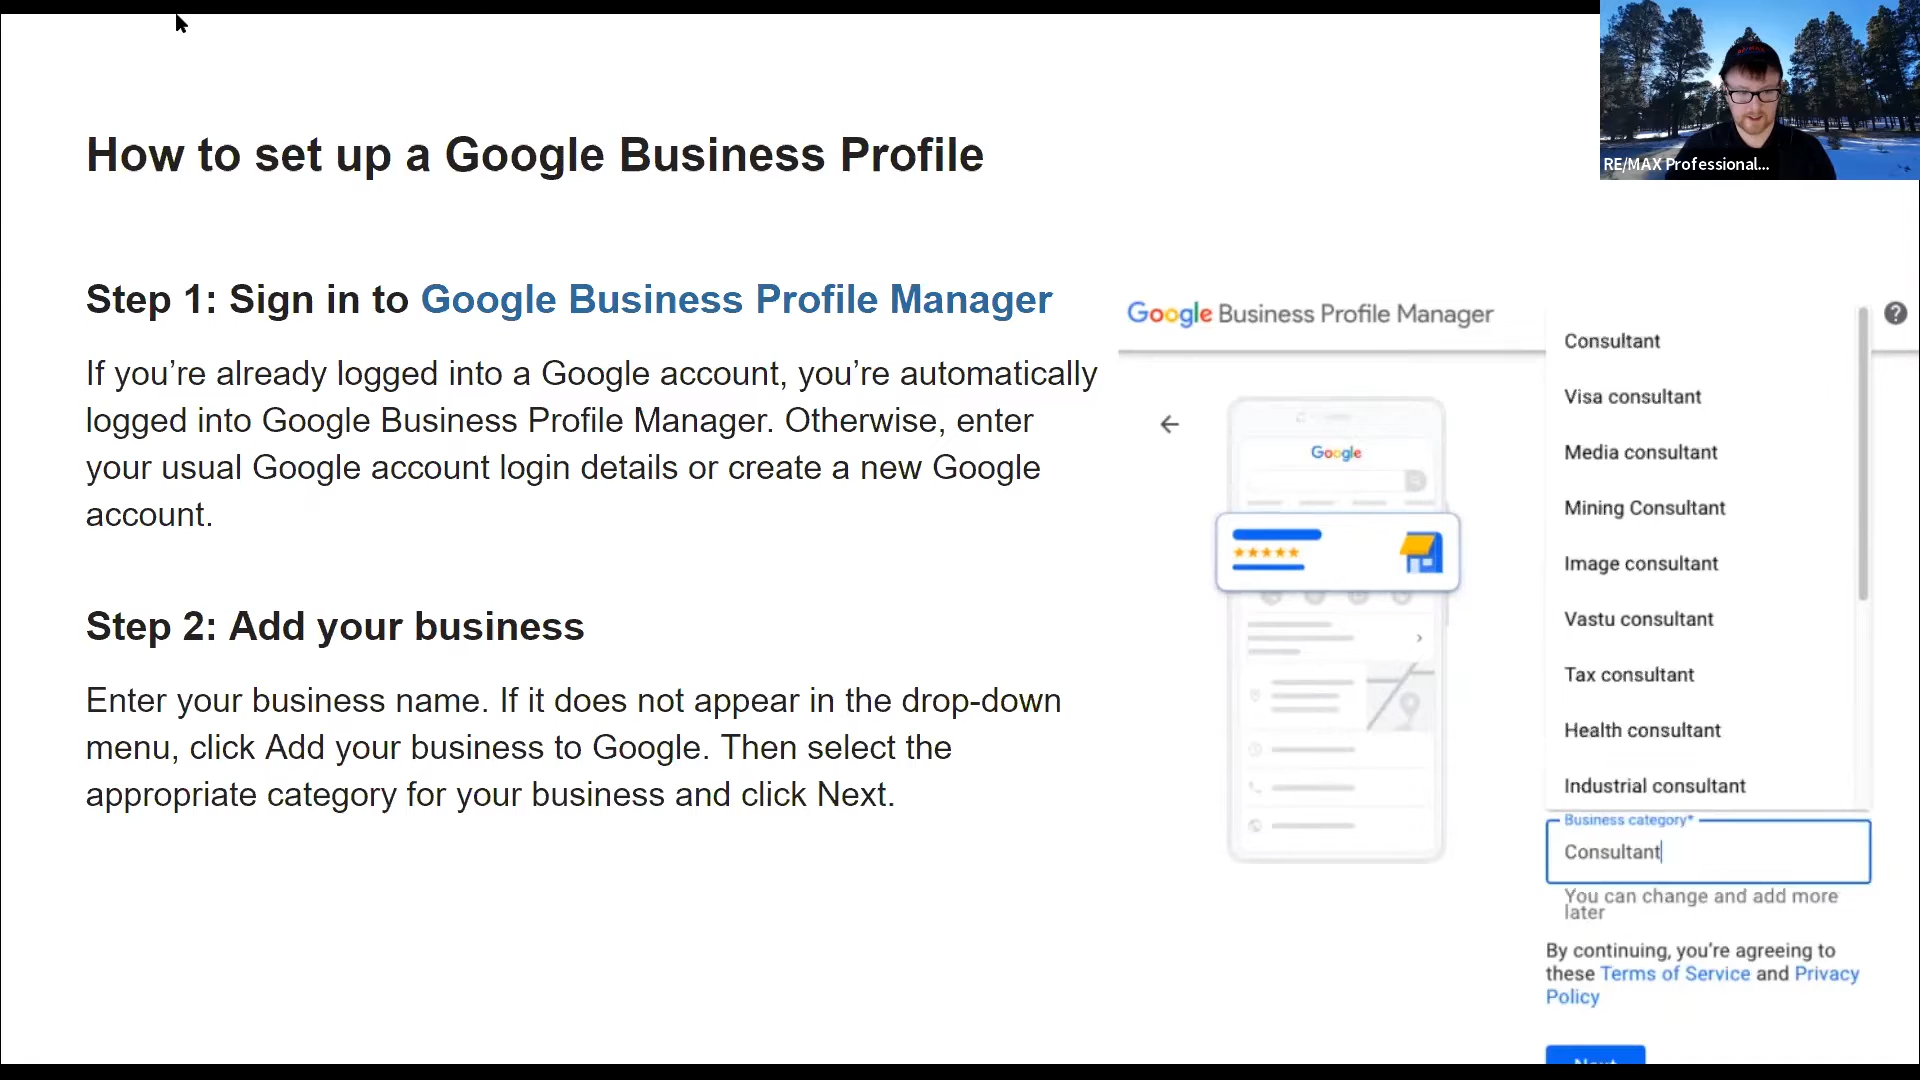 RE/MAX Professional...
How to set up a Google Business Profile
Step 1: Sign in to Google Business Profile Manager
If you’re already logged into a Google account, you’re automatically
logged into Google Business Profile Manager. Otherwise, enter
your usual Google account login details or create a new Google
account.
Step 2: Add your business
Enter your business name. If it does not appear in the drop-down
menu, click Add your business to Google. Then select the
appropriate category for your business and click Next.
Google Business Profile Manager
?
Google
Consultant
Visa consultant
Media consultant
Mining Consultant
Image consultant
Vastu consultant
Tax consultant
Health consultant
Industrial consultant
Business category*
Consultant
You can change and add more
later
By continuing, you’re agreeing to
these Terms of Service and Privacy
Policy
Next